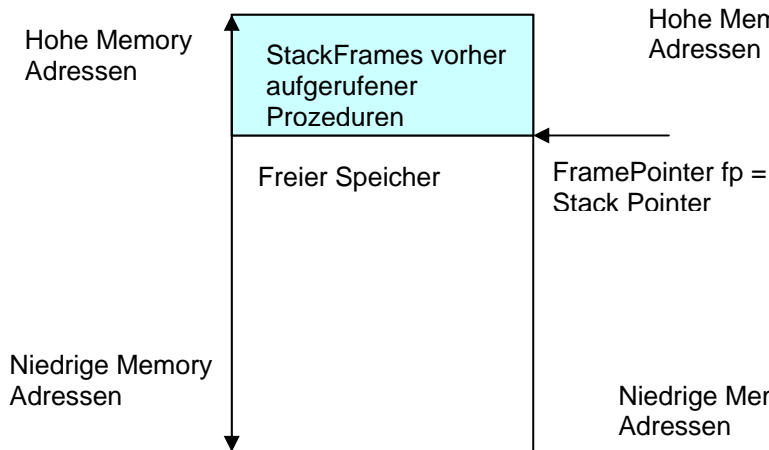 Hohe Memory
Adressen
StackFrames vorher
aufgerufener
Prozeduren
Hohe
Adressen
Freier Speicher
FramePointer fp =
Stack Pointer
Niedrige Memory
Adressen
Niedrige
Adressen